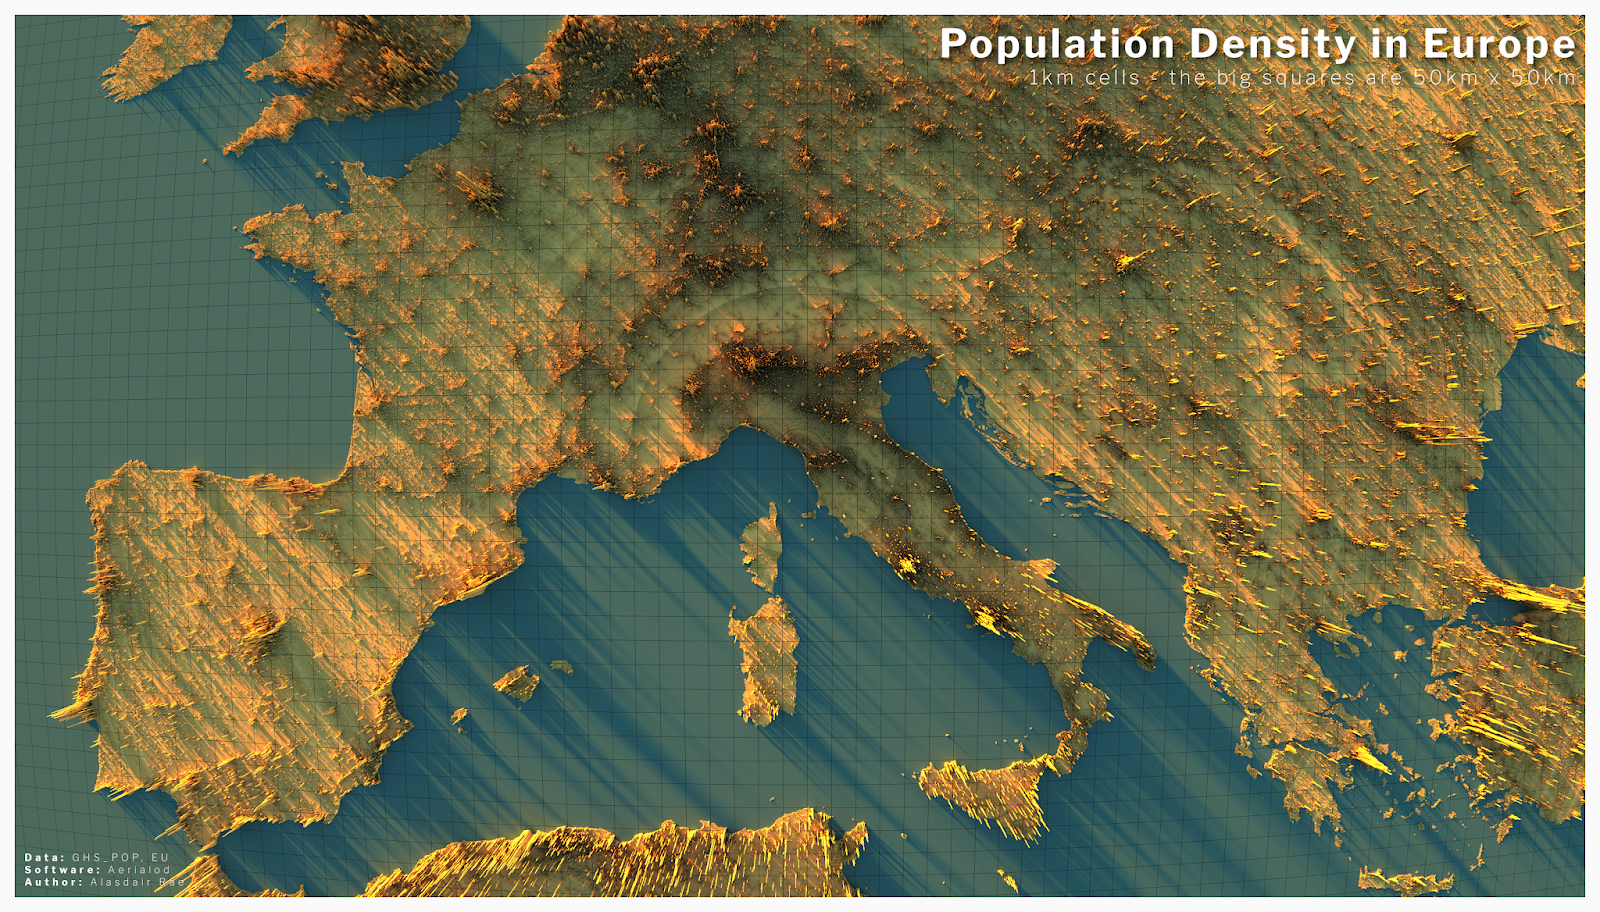 Population Density in Europe
1km cells - the big squares are 50km x 50km
Data: GHS_POP, EU
Software: Aerialod
Author: Alasdair Rae